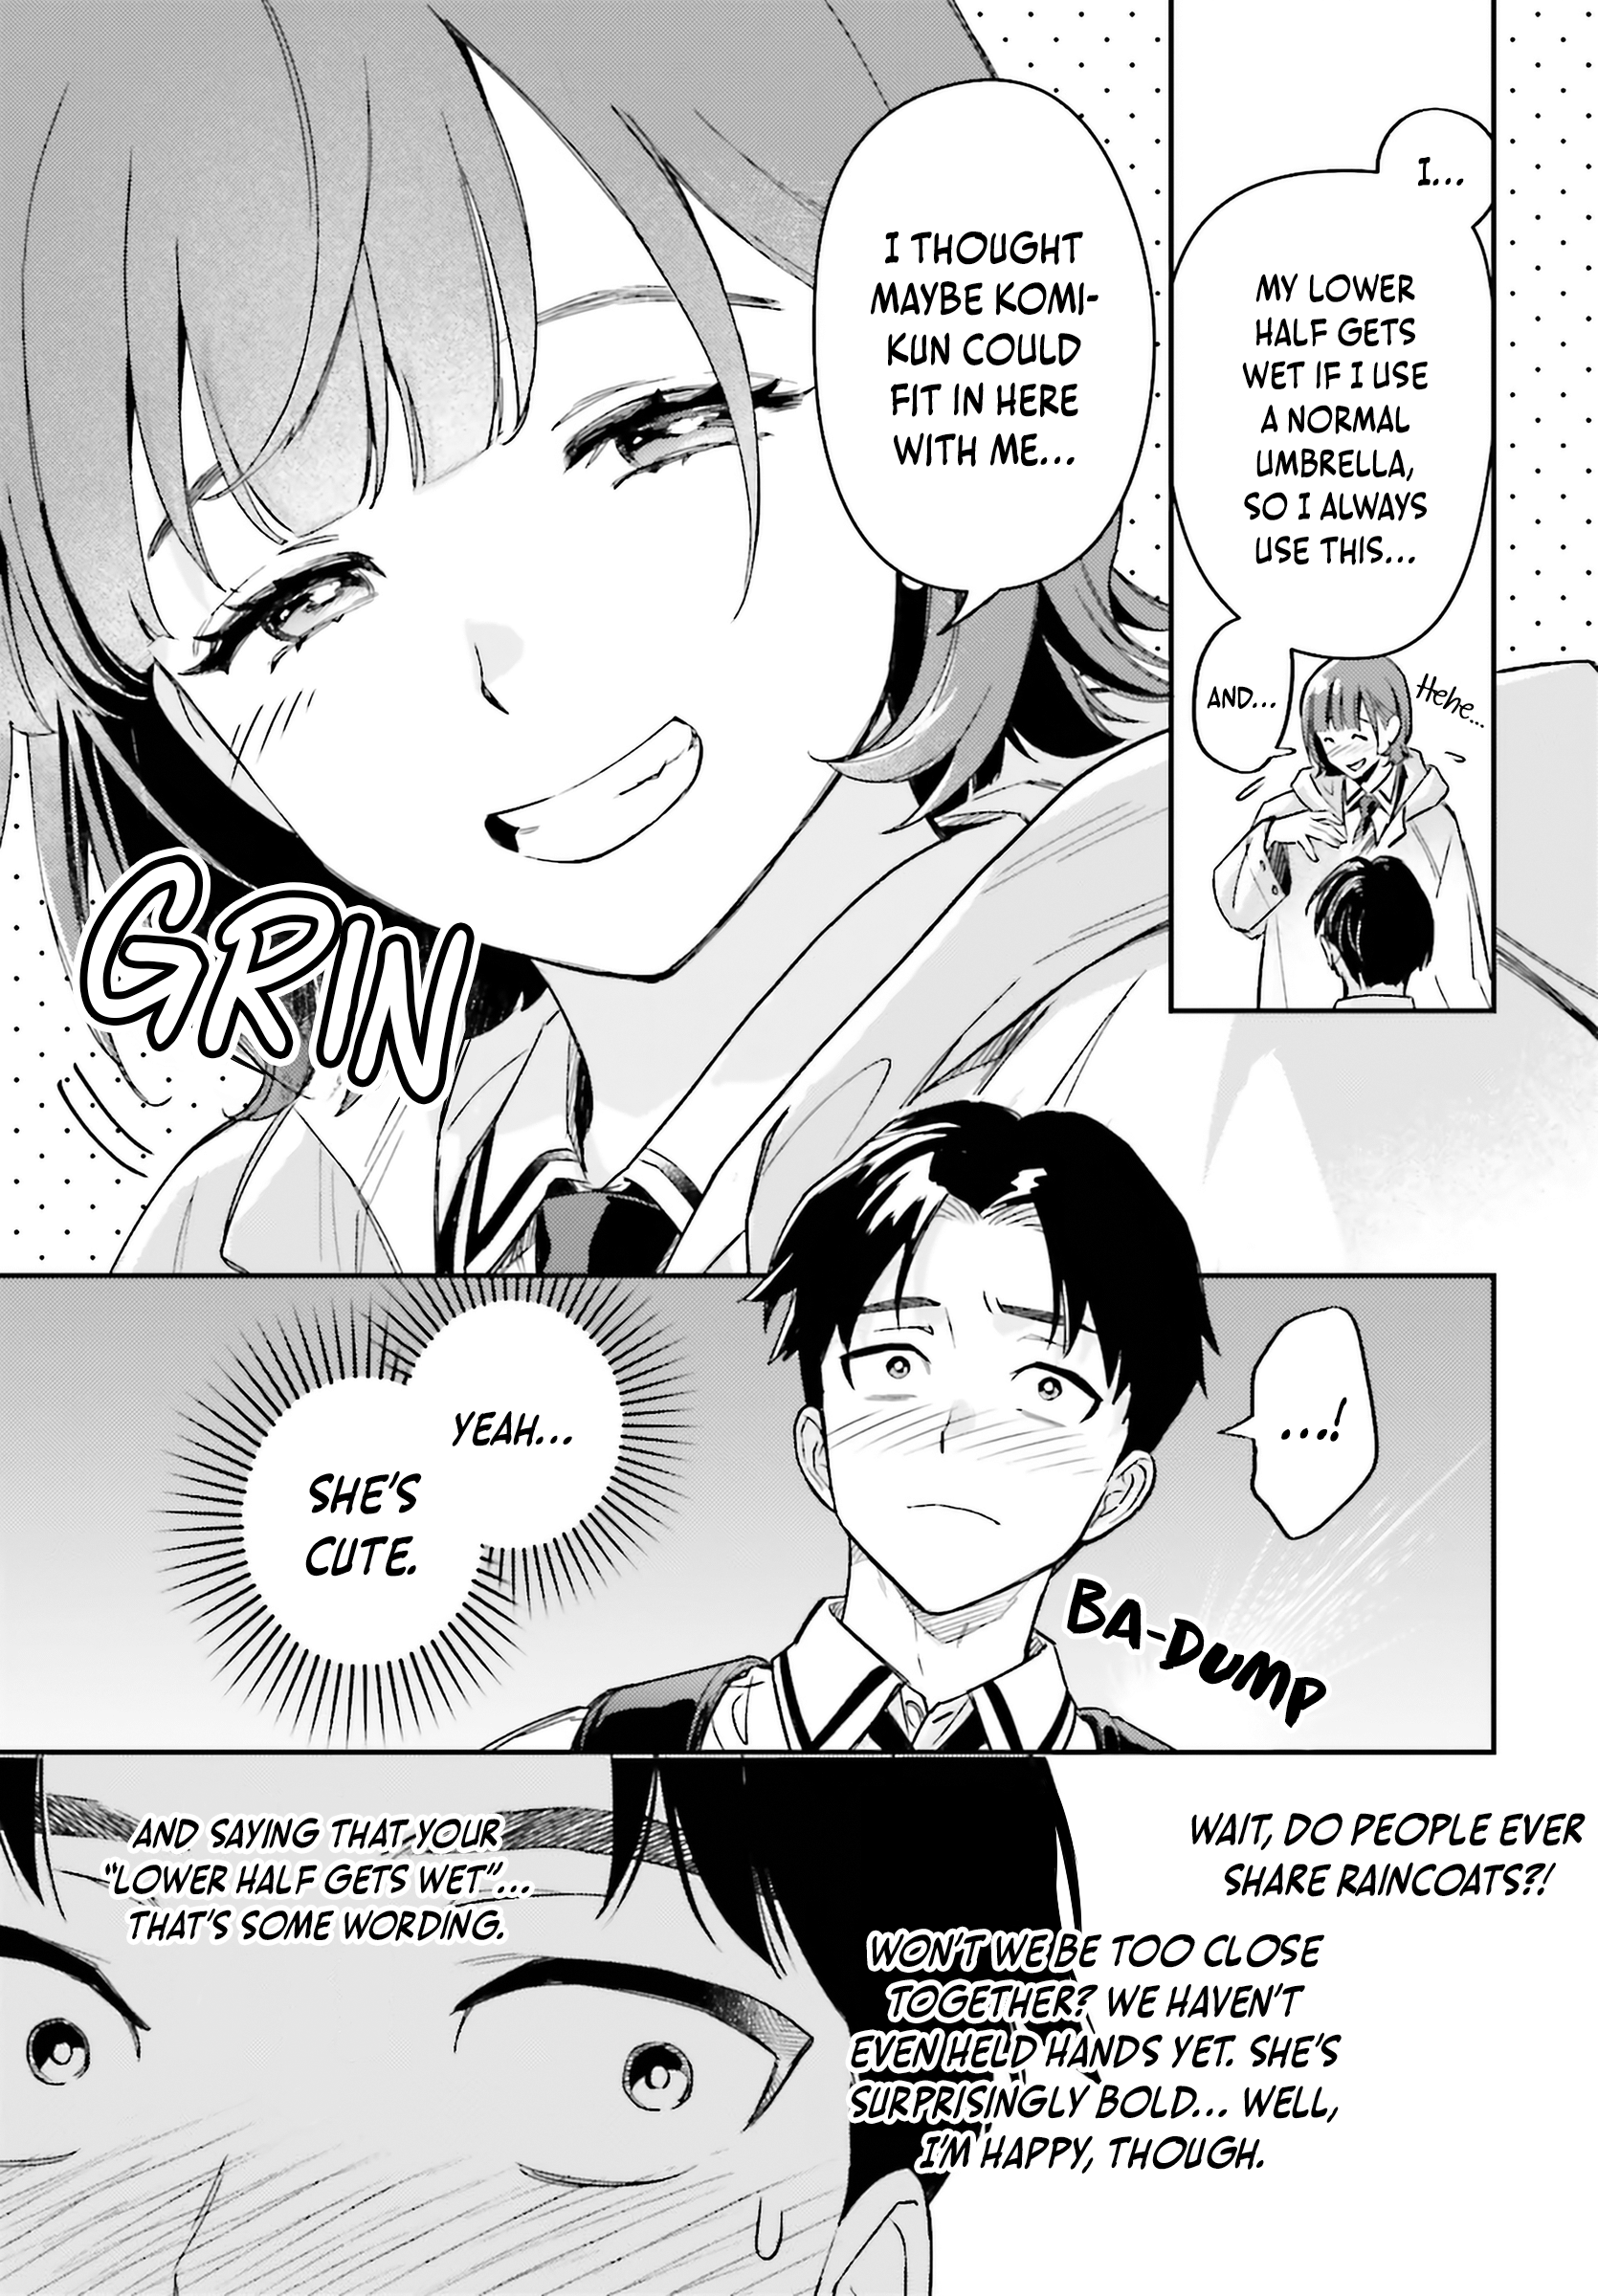 I...
MY LOWER
HALF GETS
WET IF I USE
A NORMAL
UMBRELLA,
SO I ALWAYS
USE THIS...
AND...
Hehe...
I THOUGHT
MAYBE KOMI-
KUN COULD
FIT IN HERE
WITH ME...
GRIN
...!
BA-DUMP
YEAH...
SHE'S
CUTE.
WAIT, DO PEOPLE EVER
SHARE RAINCOATS?!
WON'T WE BE TOO CLOSE
TOGETHER? WE HAVEN'T
EVEN HELD HANDS YET. SHE'S
SURPRISINGLY BOLD... WELL,
I'M HAPPY, THOUGH.
AND SAYING THAT YOUR
"LOWER HALF GETS WET"...
THAT'S SOME WORDING.